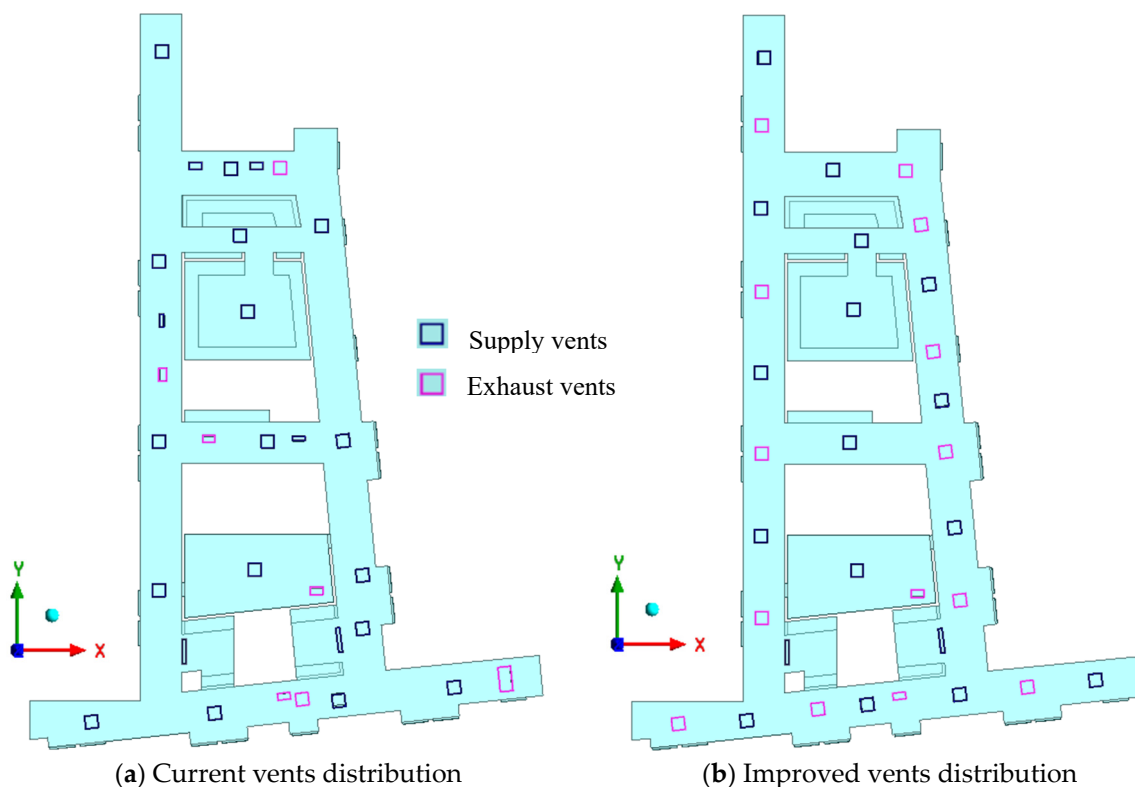 Supply vents
Exhaust vents
Y
X
Y
X
(a) Current vents distribution
(b) Improved vents distribution